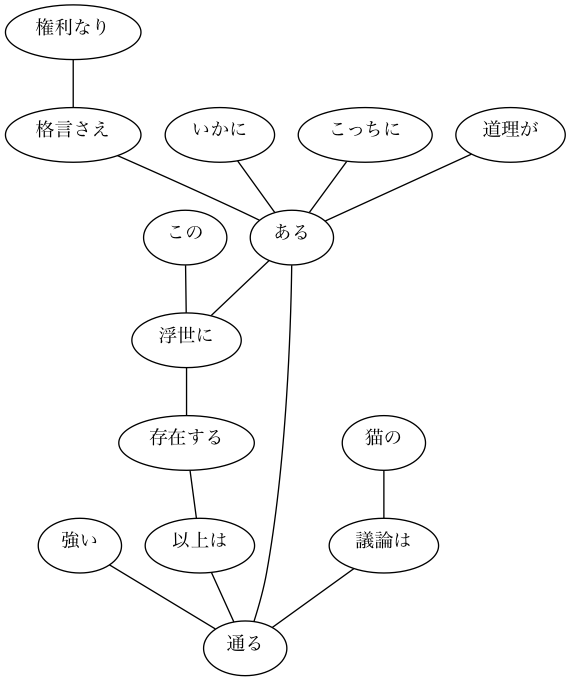 権利なり
格言さえ
いかに
こっちに
道理が
この
ある
浮世に
存在する
猫の
強い
以上は
議論は
通る